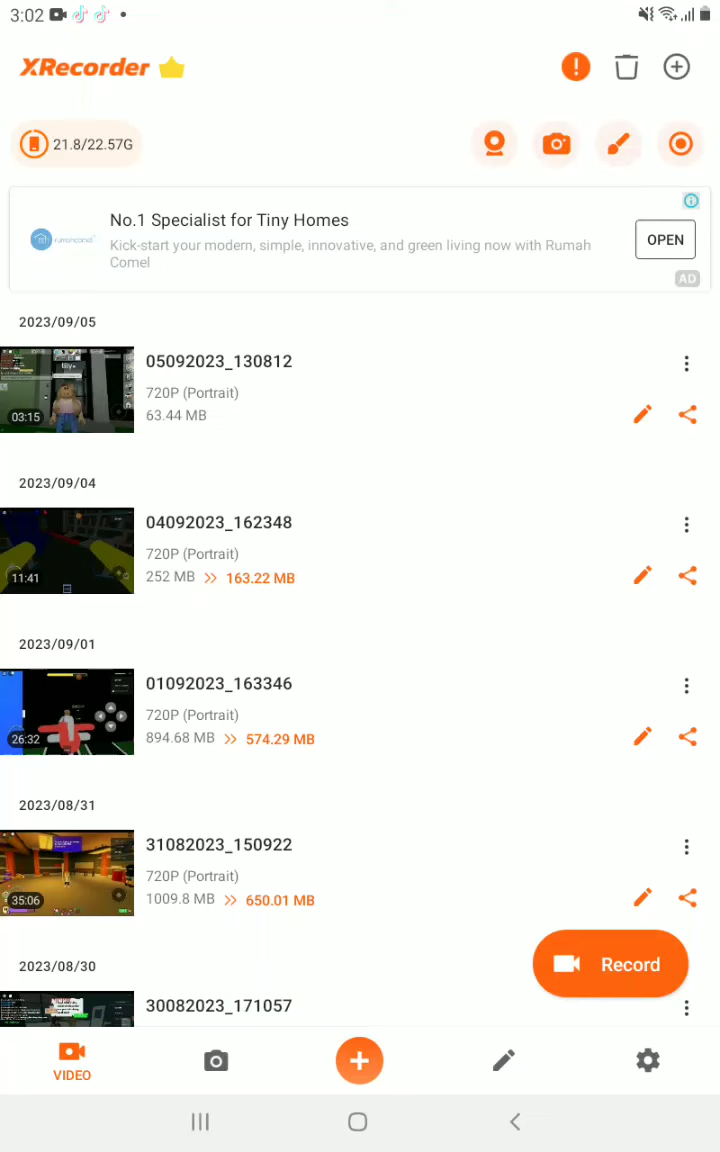 3:02
XRecorder
21.8/22.57G
No.1 Specialist for Tiny Homes
Kick-start your modern, simple, innovative, and green living now with Rumah
Comel
OPEN
AD
2023/09/05
05092023_130812
720P (Portrait)
63.44 MB
03:15
2023/09/04
04092023_162348
720P (Portrait)
252 MB >> 163.22 MB
11:41
2023/09/01
01092023_163346
720P (Portrait)
894.68 MB >> 574.29 MB
26:32
2023/08/31
31082023_150922
720P (Portrait)
1009.8 MB >> 650.01 MB
35:06
Record
2023/08/30
30082023_171057
VIDEO